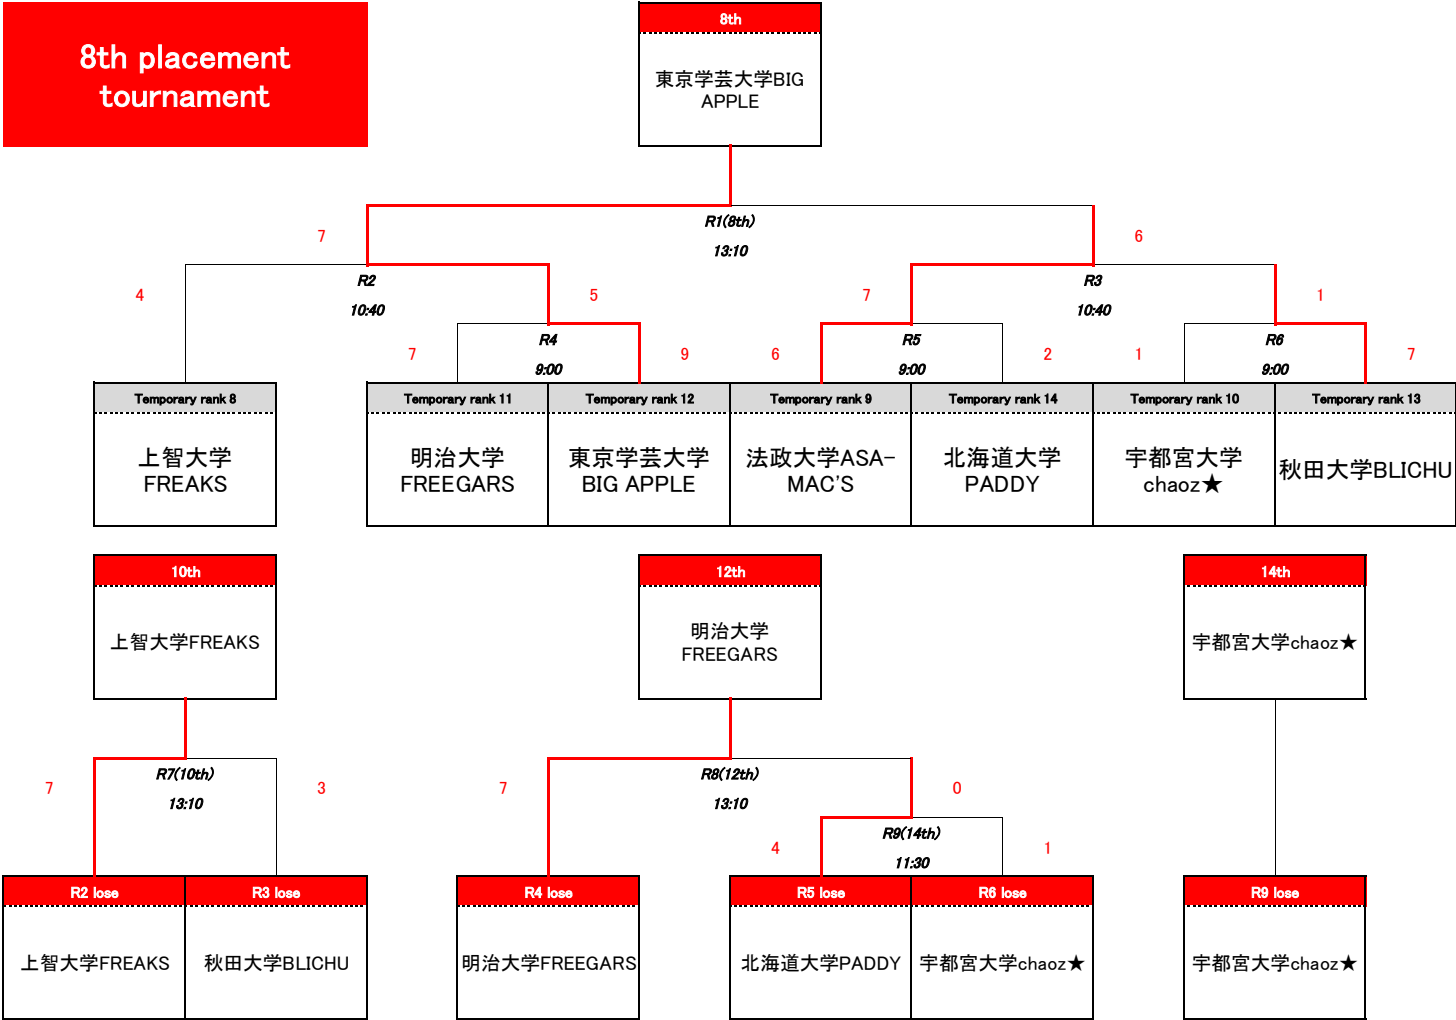 8th placement
tournament
8th
東京学芸大学BIG
APPLE
R1(8th)
7
6
13:10
R2
R3
4
5
7
1
10:40
10:40
R4
R5
R6
7
9
6
2
1
7
9:00
9:00
9:00
Temporary rank 8
Temporary rank 11
Temporary rank 12
Temporary rank 9
Temporary rank 14
Temporary rank 10
Temporary rank 13
上智大学
FREAKS
明治大学
FREEGARS
東京学芸大学
BIG APPLE
法政大学ASA-
MAC'S
北海道大学
PADDY
宇都宮大学
chaoz★
秋田大学BLICHU
10th
12th
14th
上智大学FREAKS
明治大学
FREEGARS
宇都宮大学chaoz★
R7(10th)
R8(12th)
7
3
7
0
13:10
13:10
R9(14th)
4
1
11:30
R2 lose
R3 lose
R4 lose
R5 lose
R6 lose
R9 lose
上智大学FREAKS
秋田大学BLICHU
明治大学FREEGARS
北海道大学PADDY
宇都宮大学chaoz★
宇都宮大学chaoz★